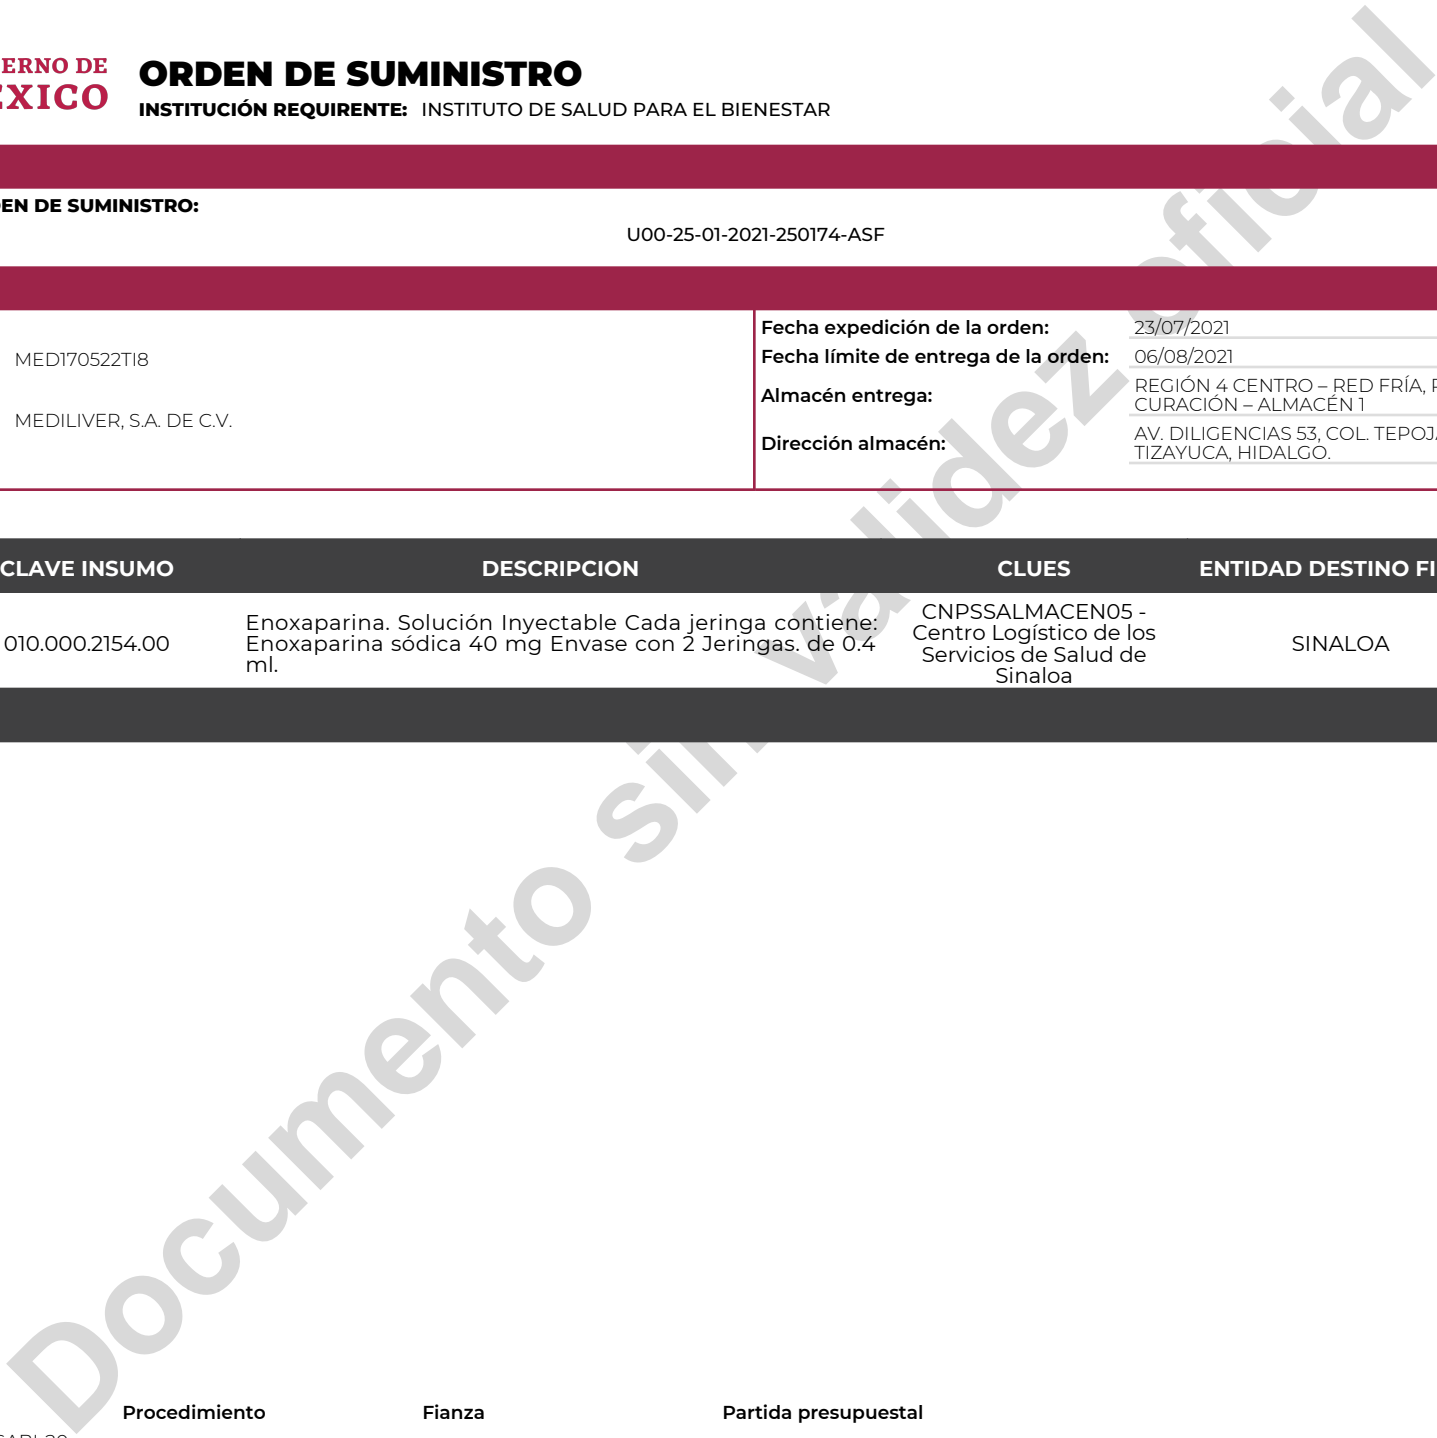 ERNO DE
ÉXICO
ORDEN DE SUMINISTRO
INSTITUCIÓN REQUIRENTE: INSTITUTO DE SALUD PARA EL BIENESTAR
EN DE SUMINISTRO:
U00-25-01-2021-250174-ASF
MED170522TI8
MEDILIVER, S.A. DE C.V.
Fecha expedición de la orden: 23/07/2021
Fecha límite de entrega de la orden: 06/08/2021
Almacén entrega: REGIÓN 4 CENTRO – RED FRÍA,
CURACIÓN – ALMACÉN 1
Dirección almacén: AV. DILIGENCIAS 53, COL. TEPOJA
TIZAYUCA, HIDALGO.
CLAVE INSUMO DESCRIPCION CLUES ENTIDAD DESTINO FI
010.000.2154.00
Enoxaparina. Solución Inyectable Cada jeringa contiene:
Enoxaparina sódica 40 mg Envase con 2 Jeringas. de 0.4
ml.
CNPSSALMACEN05 -
Centro Logístico de los
Servicios de Salud de
Sinaloa
SINALOA
Documento sin validez oficial
Procedimiento Fianza Partida presupuestal